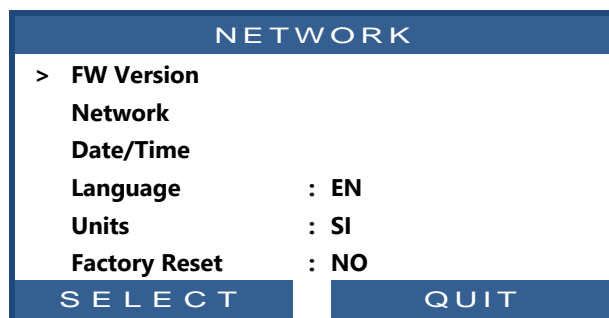 NETWORK
> FW Version
Network
Date/Time
Language : EN
Units : SI
Factory Reset : NO
SELECT QUIT